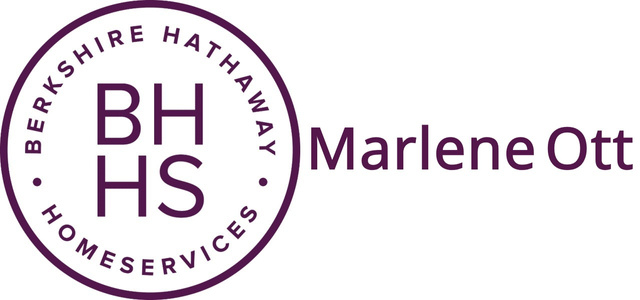 BERKSHIRE HATHAWAY
BH
HS
• HOMESERVICES •
Marlene Ott